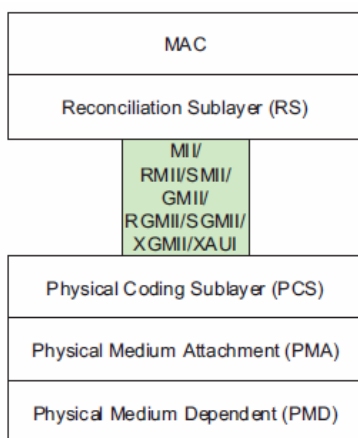 MAC
Reconciliation Sublayer (RS)
MII/
RMII/SMII/
GMII/
RGMII/SGMII/
XGMII/XAUI
Physical Coding Sublayer (PCS)
Physical Medium Attachment (PMA)
Physical Medium Dependent (PMD)